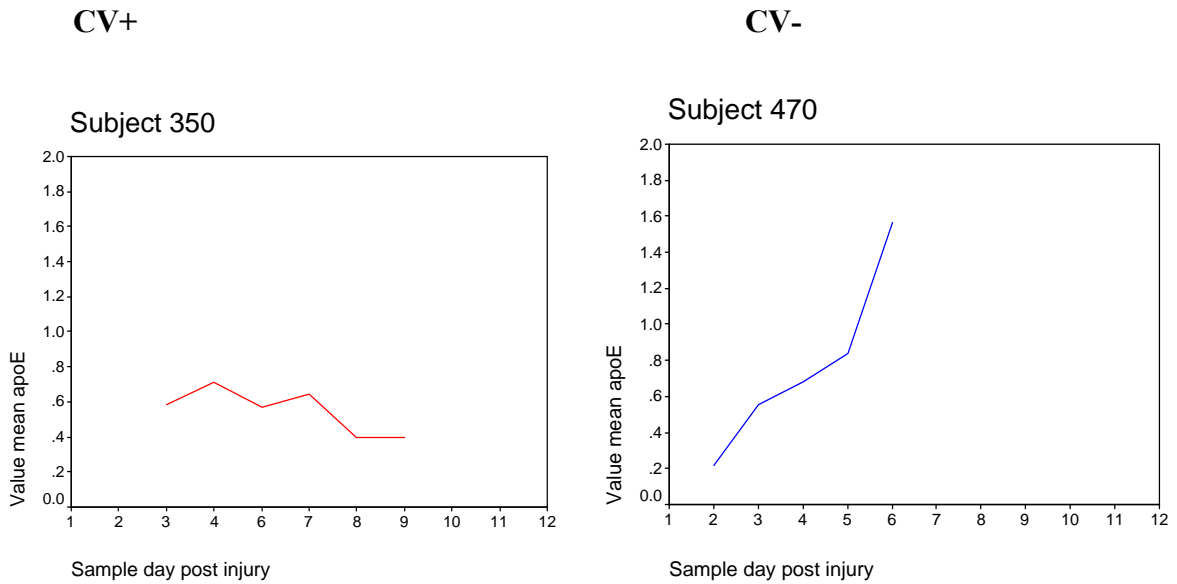 CV+
CV-
Subject 350
Subject 470
Value mean apoE
2.0
1.8
1.6
1.4
1.2
1.0
.8
.6
.4
.2
0.0
1 2 3 4 6 7 8 9 10 11 12
Sample day post injury
Value mean apoE
2.0
1.8
1.6
1.4
1.2
1.0
.8
.6
.4
.2
0.0
1 2 3 4 5 6 7 8 9 10 11 12
Sample day post injury